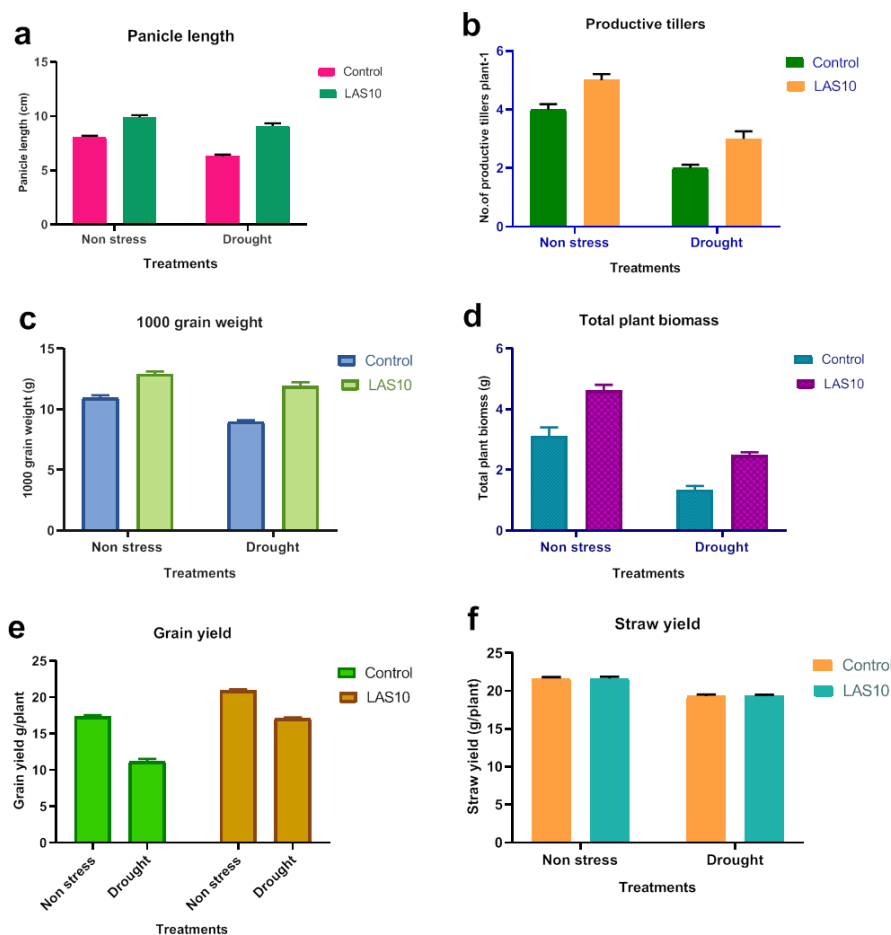 a
Panicle length
Panicle length (cm)
15
10
5
0
Non stress
Drought
Treatments
Control
LAS10
b
Productive tillers
No.of productive tillers plant-1
6
4
2
0
Non stress
Drought
Treatments
Control
LAS10
c
1000 grain weight
1000 grain weight (g)
15
10
5
0
Non stress
Drought
Treatments
Control
LAS10
d
Total plant biomass
Total plant biomss (g)
6
4
2
0
Non stress
Drought
Treatments
Control
LAS10
e
Grain yield
Grain yield g/plant
25
20
15
10
5
0
Non stress
Drought
Non stress
Drought
Treatments
Control
LAS10
f
Straw yield
Straw yield (g/plant)
25
20
15
10
5
0
Non stress
Drought
Treatments
Control
LAS10